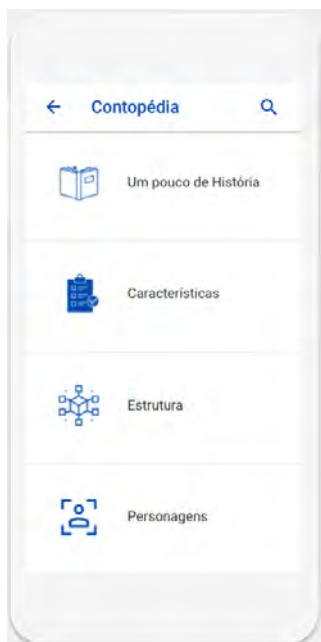 Contopédia
Um pouco de História
Características
Estrutura
Personagens